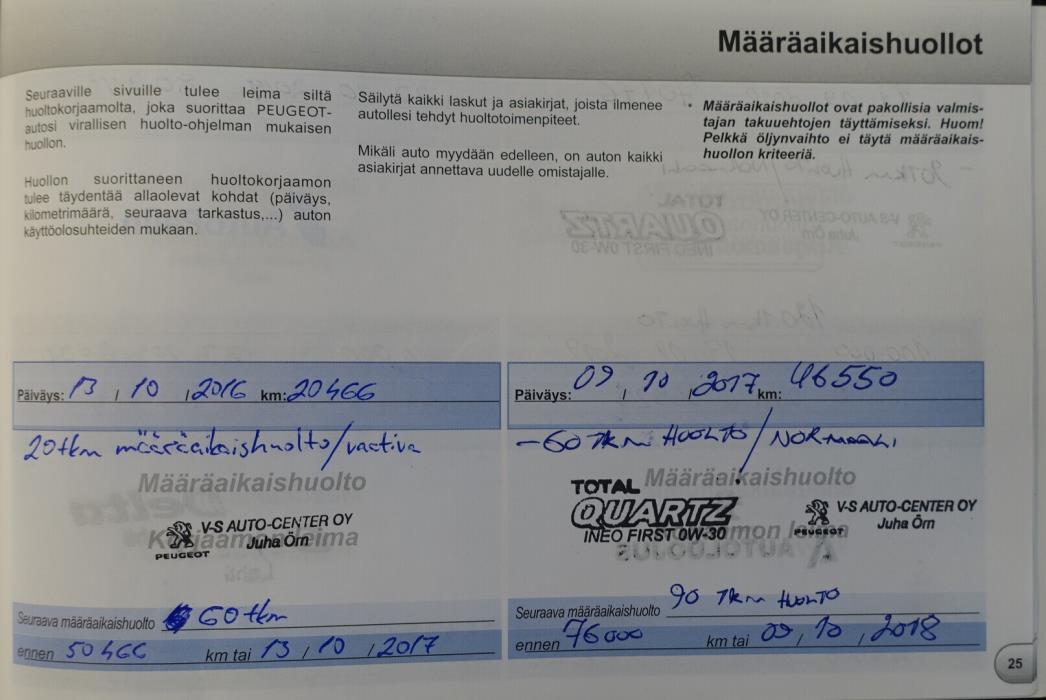 Määräaikaishuollot
Seuraaville sivuille tulee leima siltä
huoltokorjaamolta, joka suorittaa PEUGEOT-
autosi virallisen huolto-ohjelman mukaisen
huollon.
Huollon suorittaneen huoltokorjaamon
tulee täydentää allaolevat kohdat (päiväys,
kilometrimäärä, seuraava tarkastus,...) auton
käyttöolosuhteiden mukaan.
Säilytä kaikki laskut ja asiakirjat, joista ilmenee
autollesi tehdyt huoltotoimenpiteet.
Mikäli auto myydään edelleen, on auton kaikki
asiakirjat annettava uudelle omistajalle.
• Määräaikaishuollot ovat pakollisia valmis-
tajan takuuehtojen täyttämiseksi. Huom!
Pelkkä öljynvaihto ei täytä määräaikais-
huollon kriteeriä.
Päiväys: 13 / 10 / 2016 km: 20466
20tkm määräaikaishuolto/vaativa
Määräaikaishuolto
V-S AUTO-CENTER OY
Juha Örn
PEUGEOT
Korjaamon leima
Seuraava määräaikaishuolto 60tkm
ennen 50466 km tai 13 / 10 / 2017
Päiväys: 09 / 10 / 2017 km: 46550
- 60 TKM HUOLTO / NORMAALI
Määräaikaishuolto
TOTAL
QUARTZ
INEO FIRST 0W-30
V-S AUTO-CENTER OY
Juha Örn
PEUGEOT
Seuraava määräaikaishuolto 90 TKM HUOLTO
ennen 76000 km tai 09 / 10 / 2018
25